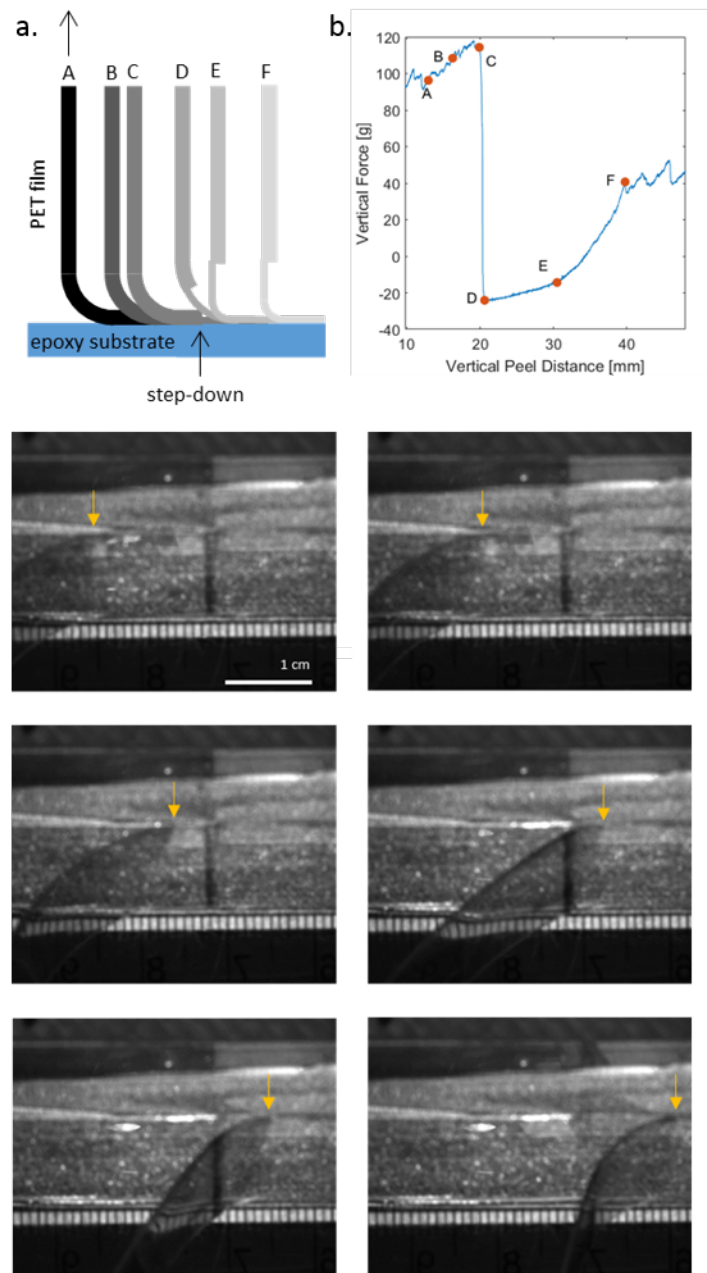 a.
A B C D E F
PET film
epoxy substrate
step-down
b.
Vertical Force [g]
120
100
80
60
40
20
0
-20
-40
A
B
C
D
E
F
10 20 30 40
Vertical Peel Distance [mm]
1 cm